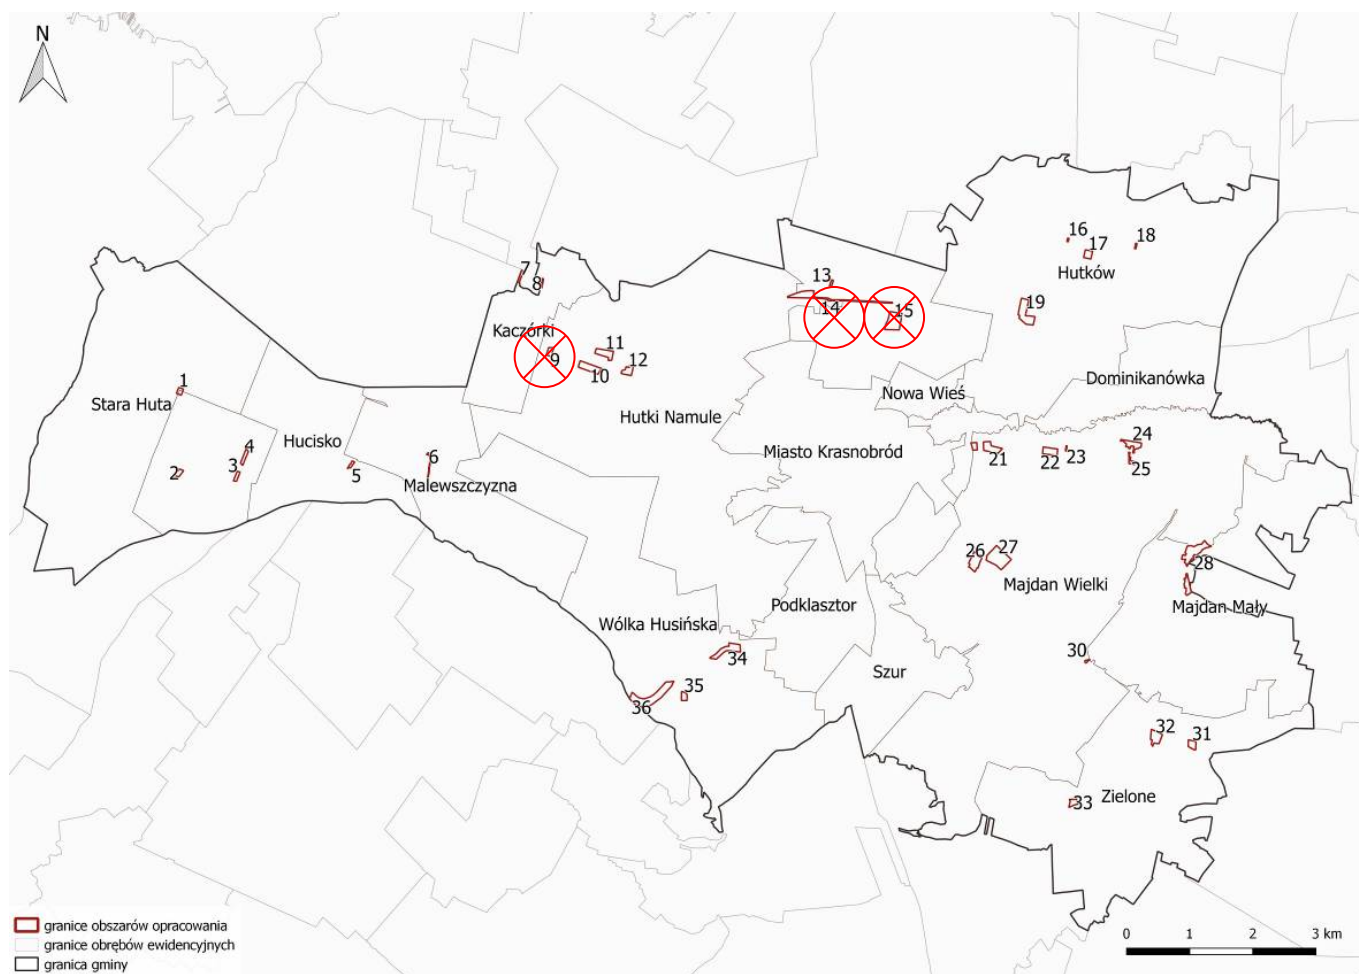 N
16
17
18
Hutków
7
8
13
14
15
19
Kaczórki
9
11
10
12
1
Stara Huta
Dominikanówka
Nowa Wieś
Hutki Namule
4
Hucisko
3
2
5
6
Malewszczyzna
Miasto Krasnobród
21
22
23
24
25
26
27
28
Majdan Wielki
Majdan Mały
Podklasztor
Wólka Husińska
34
30
Szur
35
36
32
31
33
Zielone
granice obszarów opracowania
granice obrębów ewidencyjnych
granica gminy
0 1 2 3 km